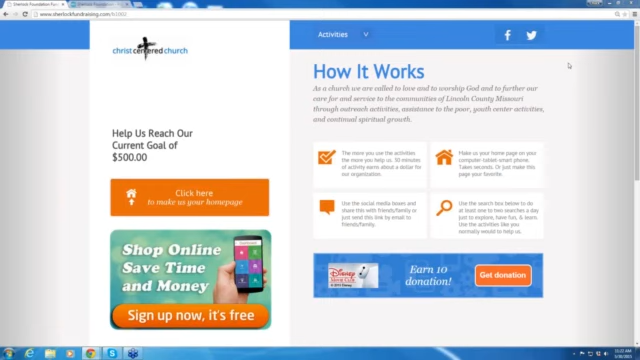 Sherlock Foundation Fun
www.sherlockfundraising.com/
christ centered church
Activities
How It Works
As a church we are called to love and to worship God and to further our
care for and service to the communities of Lincoln County Missouri
through outreach activities, assistance to the poor, youth center activities,
and continual spiritual growth.
Help Us Reach Our
Current Goal of
$500.00
Click here
to make us your homepage
The more you use the activities
the more you help us. 30 minutes
of activity earns about a dollar for
our organization.
Make us your home page on your
computer-tablet-smart phone.
Takes seconds. Or just make this
page your favorite.
Use the social media boxes and
share this with friends/family or
just send this link by email to
friends/family.
Use the search box below to do
at least one to two searches a day
just to explore, have fun, & learn.
Use the activities like you
normally would to help us.
Shop Online
Save Time
and Money
Sign up now, it's free
Disney
MOVIE CLUB
Earn 10
donation!
Get donation